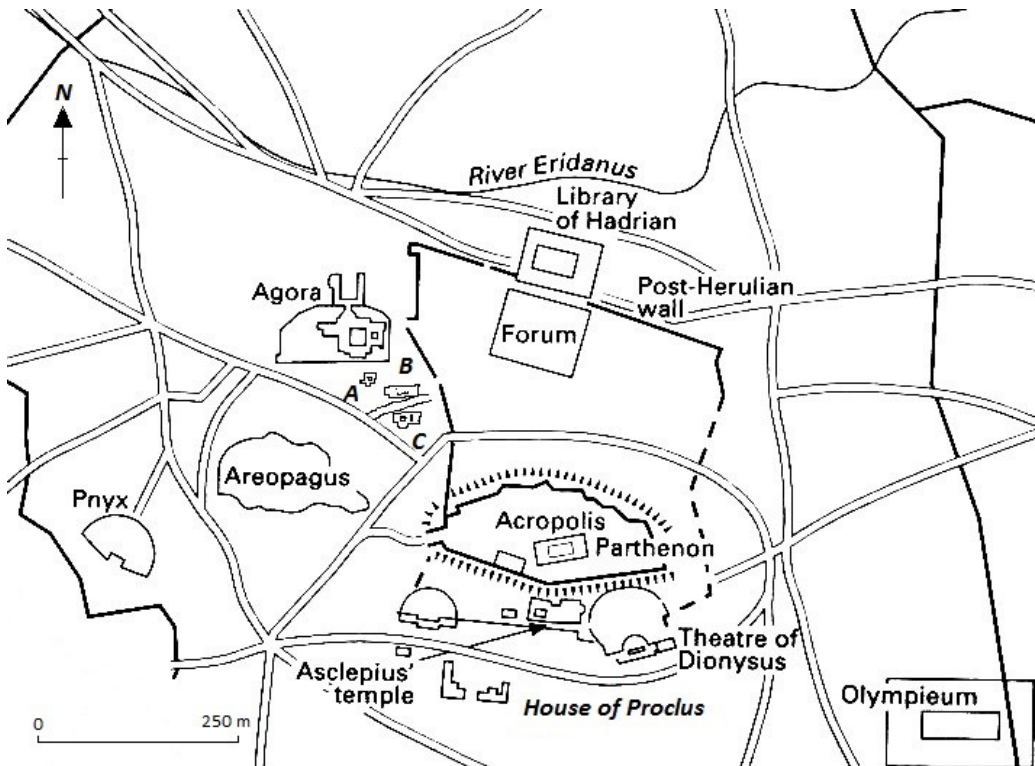 N
River Eridanus
Library
of Hadrian
Agora
Post-Herulian
wall
Forum
B
A
C
Areopagus
Pnyx
Acropolis
Parthenon
Theatre of
Dionysus
Asclepius'
temple
Olympieum
House of Proclus
0
250 m